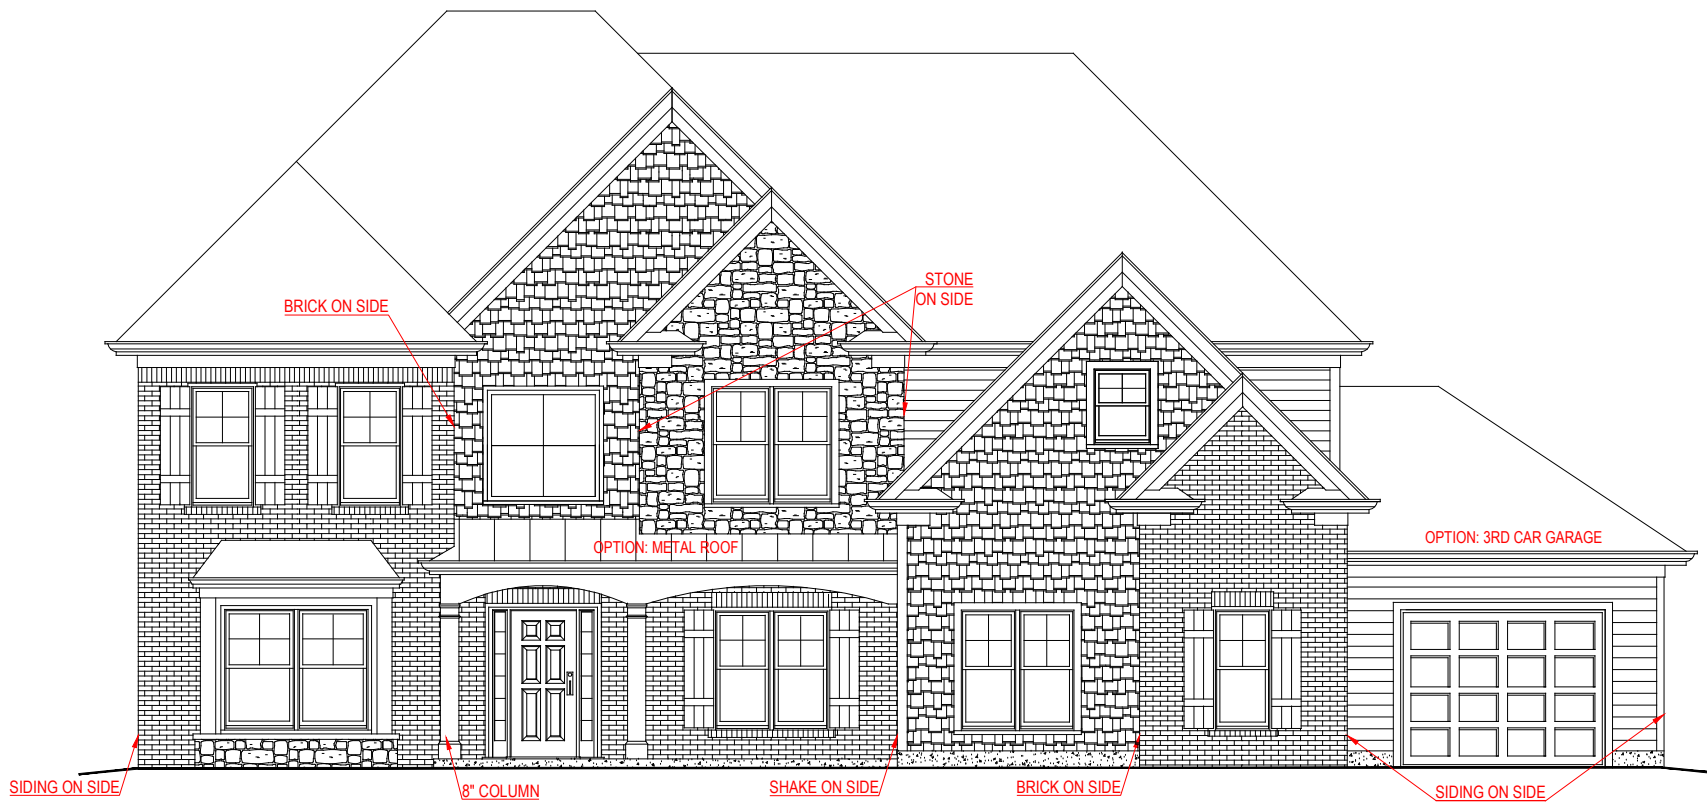 STONE
ON SIDE
BRICK ON SIDE
OPTION: METAL ROOF
OPTION: 3RD CAR GARAGE
SIDING ON SIDE
8" COLUMN
SHAKE ON SIDE
BRICK ON SIDE
SIDING ON SIDE